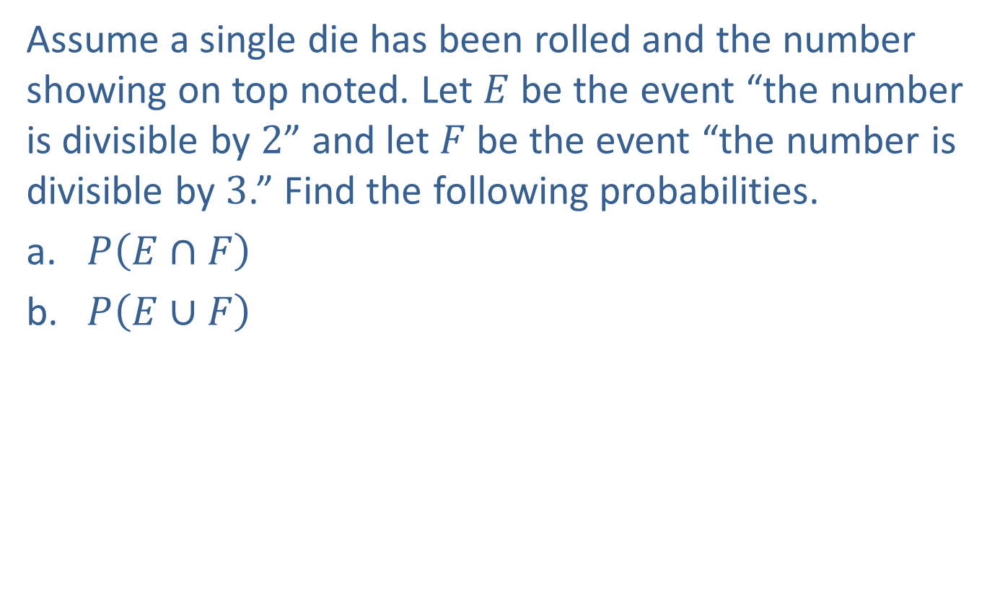 Assume a single die has been rolled and the number
showing on top noted. Let E be the event “the number
is divisible by 2” and let F be the event “the number is
divisible by 3.” Find the following probabilities.
a. P(E ∩ F)
b. P(E ∪ F)